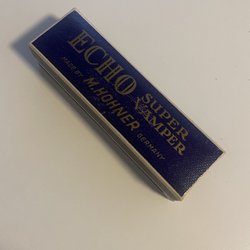 ECHO
SUPER
VAMPER
MADE BY
M. HOHNER
GERMANY